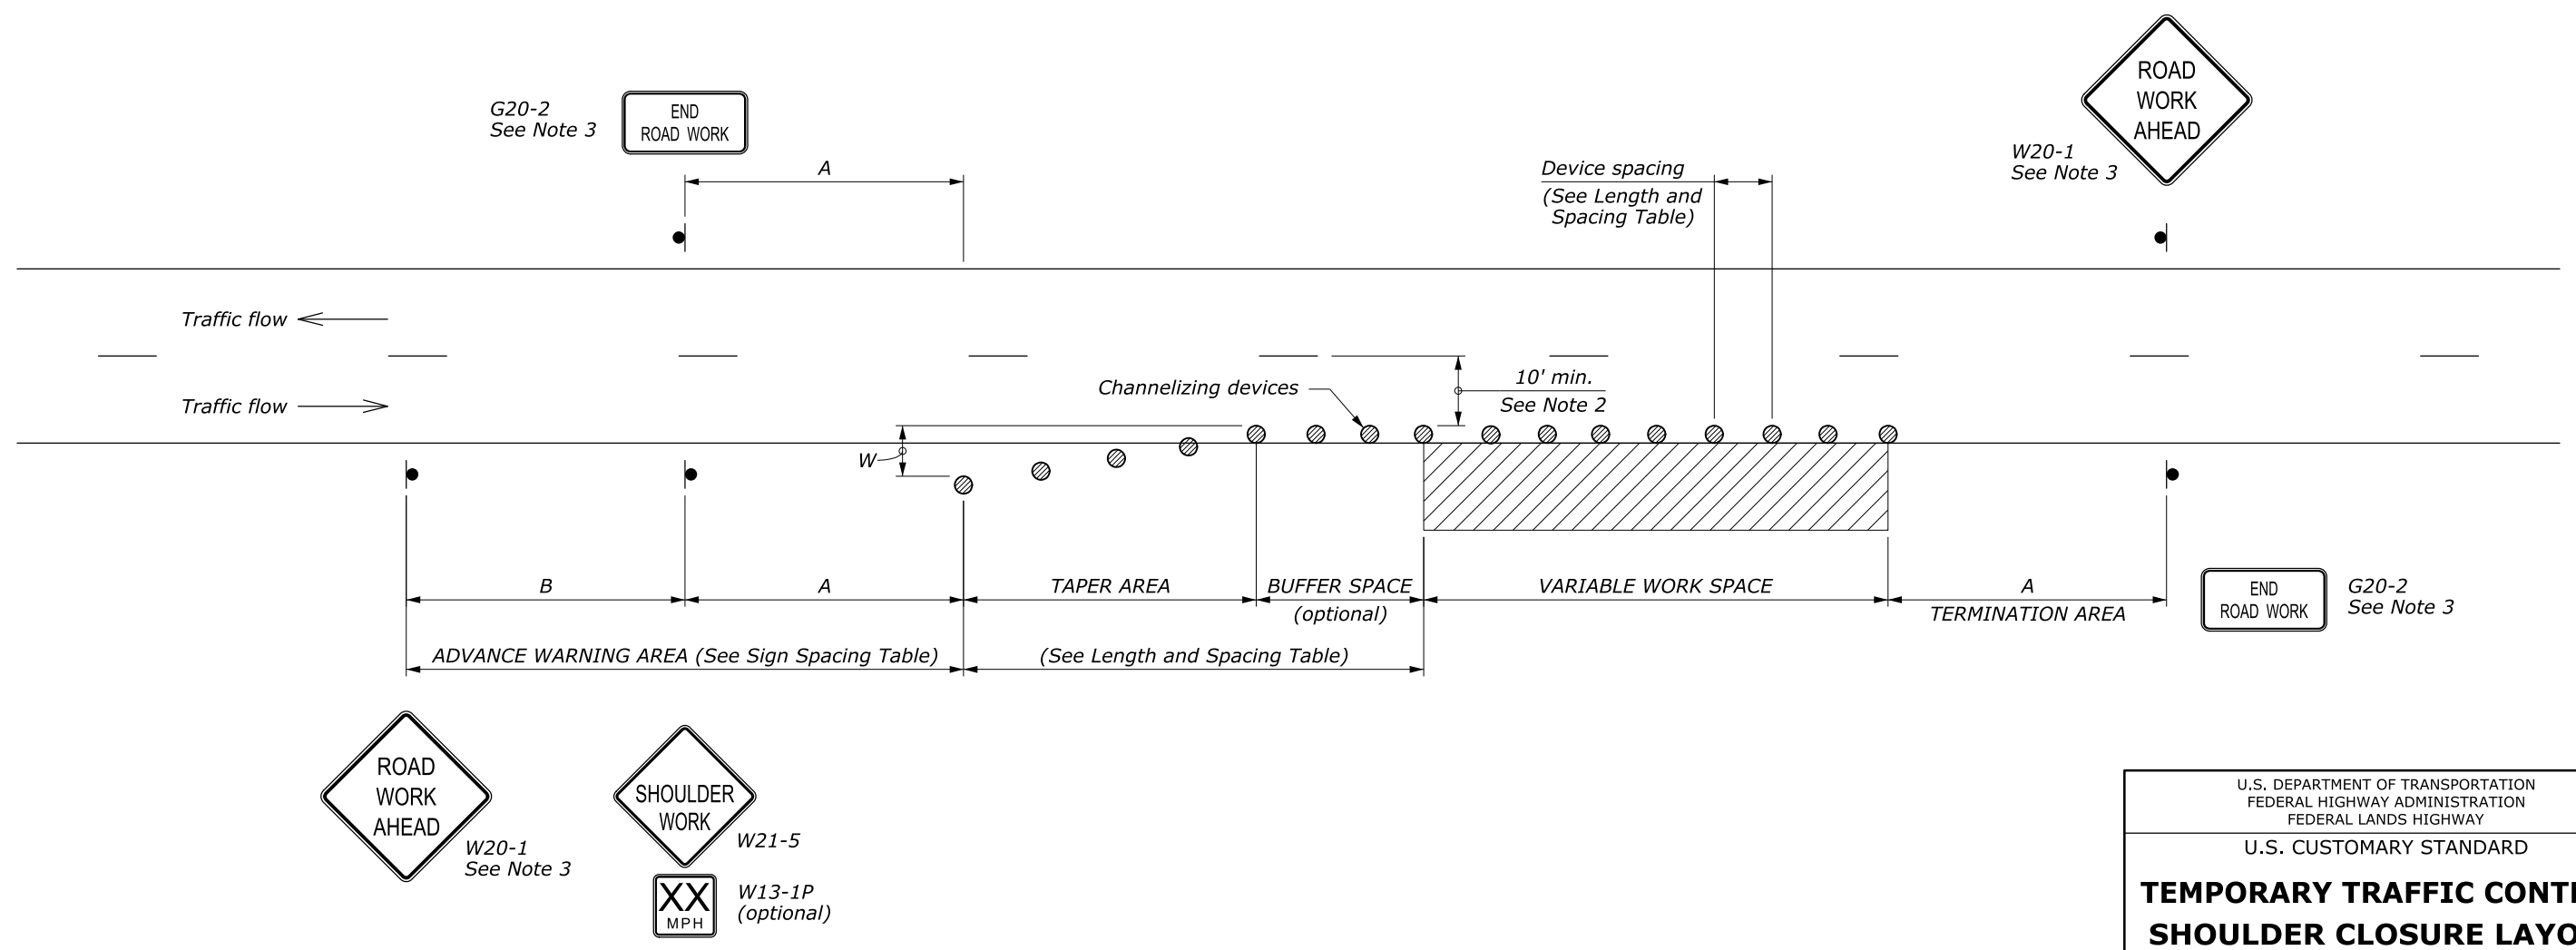 ROAD
WORK
AHEAD
W20-1
See Note 3
G20-2
See Note 3
END
ROAD WORK
A
Device spacing
(See Length and
Spacing Table)
Traffic flow
Traffic flow
Channelizing devices
10' min.
See Note 2
W
B
A
TAPER AREA
BUFFER SPACE
(optional)
VARIABLE WORK SPACE
A
TERMINATION AREA
END
ROAD WORK
G20-2
See Note 3
ADVANCE WARNING AREA (See Sign Spacing Table)
(See Length and Spacing Table)
ROAD
WORK
AHEAD
W20-1
See Note 3
SHOULDER
WORK
W21-5
XX
MPH
W13-1P
(optional)
U.S. DEPARTMENT OF TRANSPORTATION
FEDERAL HIGHWAY ADMINISTRATION
FEDERAL LANDS HIGHWAY
U.S. CUSTOMARY STANDARD
TEMPORARY TRAFFIC
SHOULDER CLOSURE